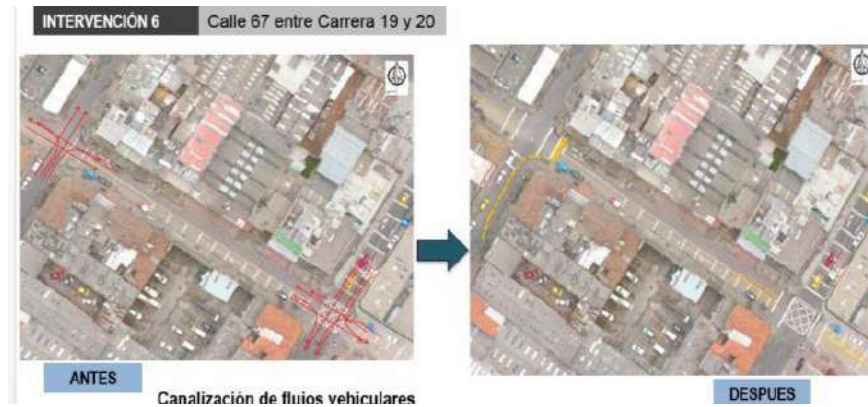 INTERVENCIÓN 6 Calle 67 entre Carrera 19 y 20
ANTES
Canalización de flujos vehiculares
DESPUES